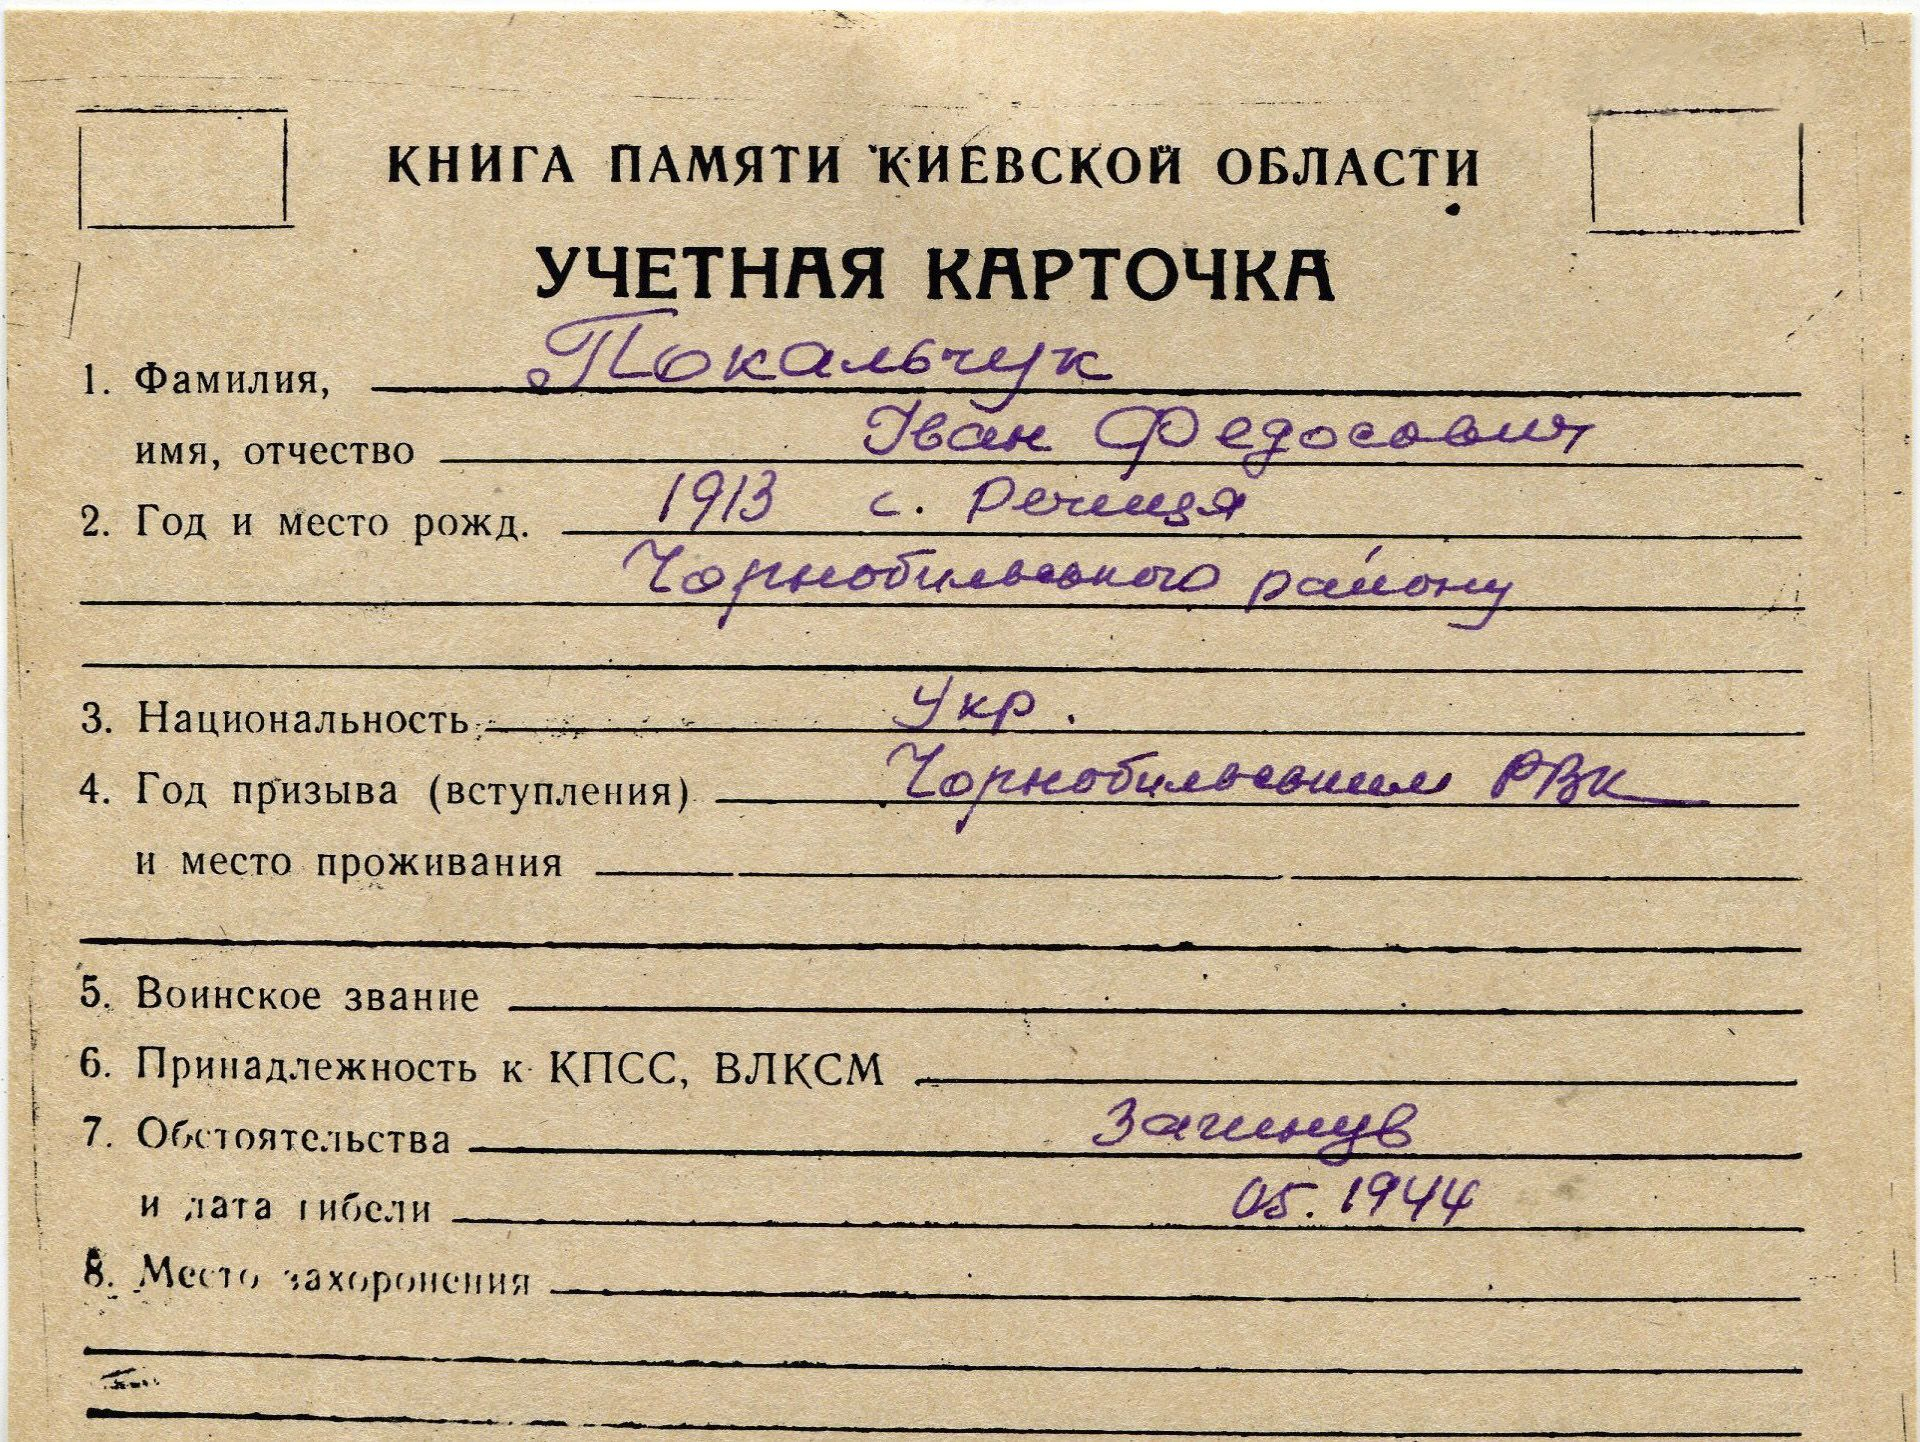 КНИГА ПАМЯТИ КИЕВСКОЙ ОБЛАСТИ
УЧЕТНАЯ КАРТОЧКА
1. Фамилия, Покальчук
имя, отчество Іван Федосович
2. Год и место рожд. 1913 с. Речиця
Чорнобильського району
3. Национальность Укр.
4. Год призыва (вступления) Чорнобильським РВК
и место проживания
5. Воинское звание
6. Принадлежность к КПСС, ВЛКСМ
7. Обстоятельства Загинув
и дата гибели 05.1944
8. Место захоронения